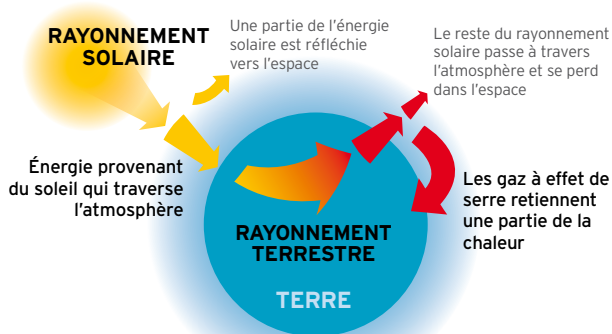 RAYONNEMENT
SOLAIRE
Une partie de l'énergie
solaire est réfléchie
vers l'espace
Le reste du rayonnement
solaire passe à travers
l'atmosphère et se perd
dans l'espace
Énergie provenant
du soleil qui traverse
l'atmosphère
Les gaz à effet de
serre retiennent
une partie de la
chaleur
RAYONNEMENT
TERRESTRE
TERRE